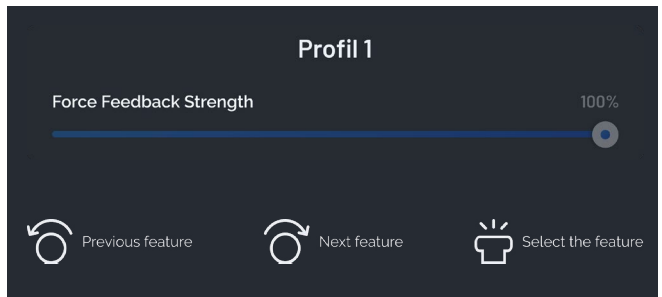 Profil 1
Force Feedback Strength 100%
Previous feature Next feature Select the feature